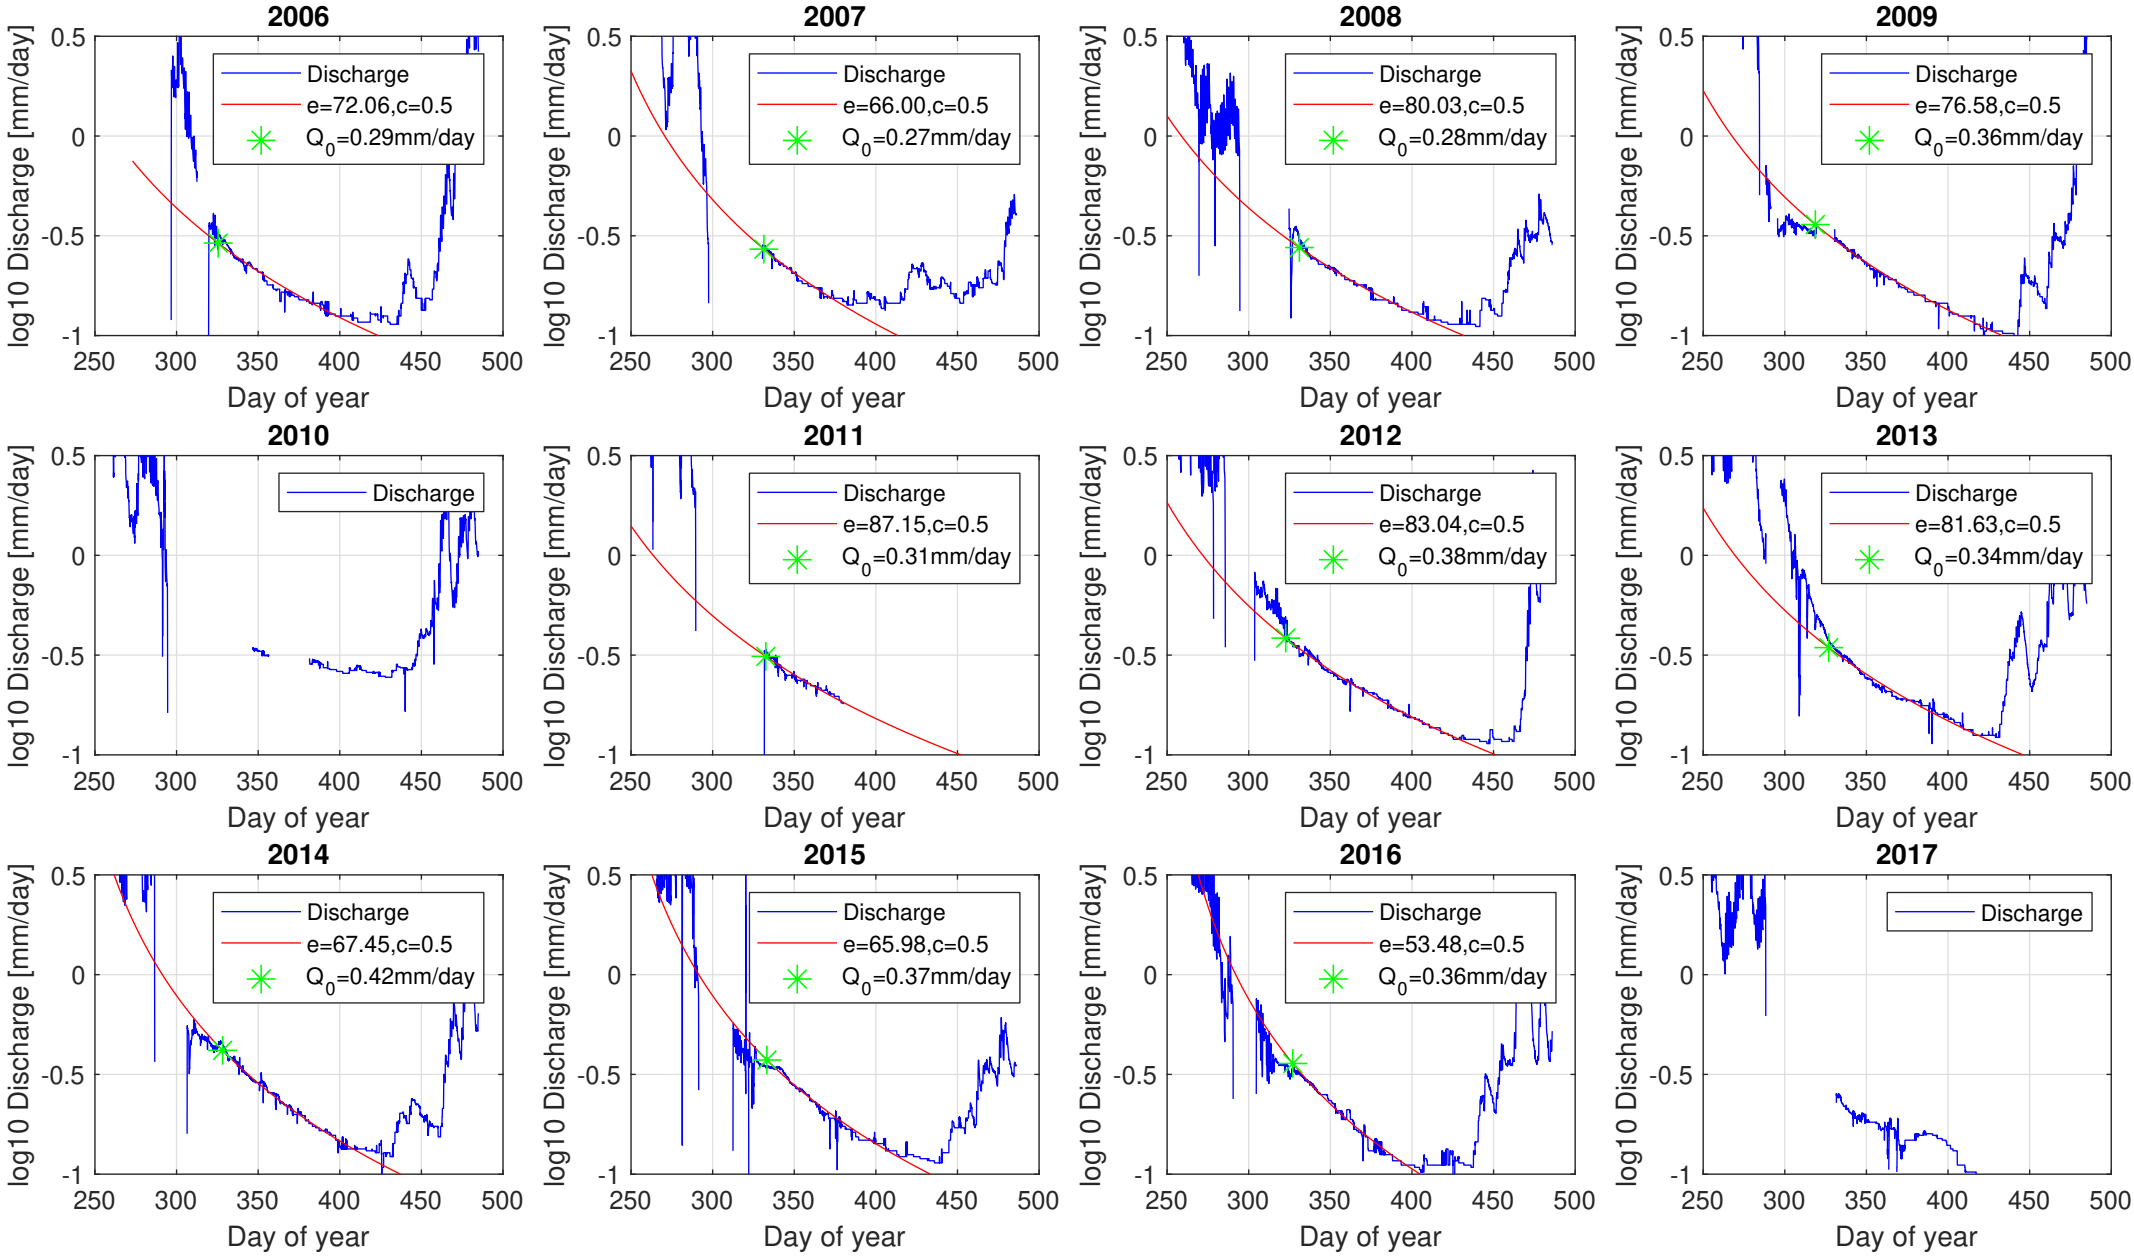 2006
log10 Discharge [mm/day]
0.5
0
-0.5
-1
Discharge
e=72.06,c=0.5
Q0=0.29mm/day
250 300 350 400 450 500
Day of year
2007
log10 Discharge [mm/day]
0.5
0
-0.5
-1
Discharge
e=66.00,c=0.5
Q0=0.27mm/day
250 300 350 400 450 500
Day of year
2008
log10 Discharge [mm/day]
0.5
0
-0.5
-1
Discharge
e=80.03,c=0.5
Q0=0.28mm/day
250 300 350 400 450 500
Day of year
2009
log10 Discharge [mm/day]
0.5
0
-0.5
-1
Discharge
e=76.58,c=0.5
Q0=0.36mm/day
250 300 350 400 450 500
Day of year
2010
log10 Discharge [mm/day]
0.5
0
-0.5
-1
Discharge
250 300 350 400 450 500
Day of year
2011
log10 Discharge [mm/day]
0.5
0
-0.5
-1
Discharge
e=87.15,c=0.5
Q0=0.31mm/day
250 300 350 400 450 500
Day of year
2012
log10 Discharge [mm/day]
0.5
0
-0.5
-1
Discharge
e=83.04,c=0.5
Q0=0.38mm/day
250 300 350 400 450 500
Day of year
2013
log10 Discharge [mm/day]
0.5
0
-0.5
-1
Discharge
e=81.63,c=0.5
Q0=0.34mm/day
250 300 350 400 450 500
Day of year
2014
log10 Discharge [mm/day]
0.5
0
-0.5
-1
Discharge
e=67.45,c=0.5
Q0=0.42mm/day
250 300 350 400 450 500
Day of year
2015
log10 Discharge [mm/day]
0.5
0
-0.5
-1
Discharge
e=65.98,c=0.5
Q0=0.37mm/day
250 300 350 400 450 500
Day of year
2016
log10 Discharge [mm/day]
0.5
0
-0.5
-1
Discharge
e=53.48,c=0.5
Q0=0.36mm/day
250 300 350 400 450 500
Day of year
2017
log10 Discharge [mm/day]
0.5
0
-0.5
-1
Discharge
250 300 350 400 450 500
Day of year